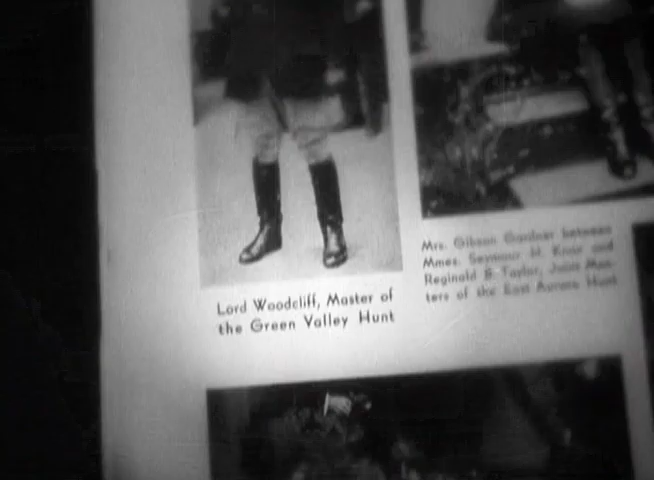 Lord Woodcliff, Master of
the Green Valley Hunt
Mrs. Gibson Gardner between
Mmes. Seymour H. Knox and
Reginald B. Taylor, Joint Mas-
ters of the East Aurora Hunt